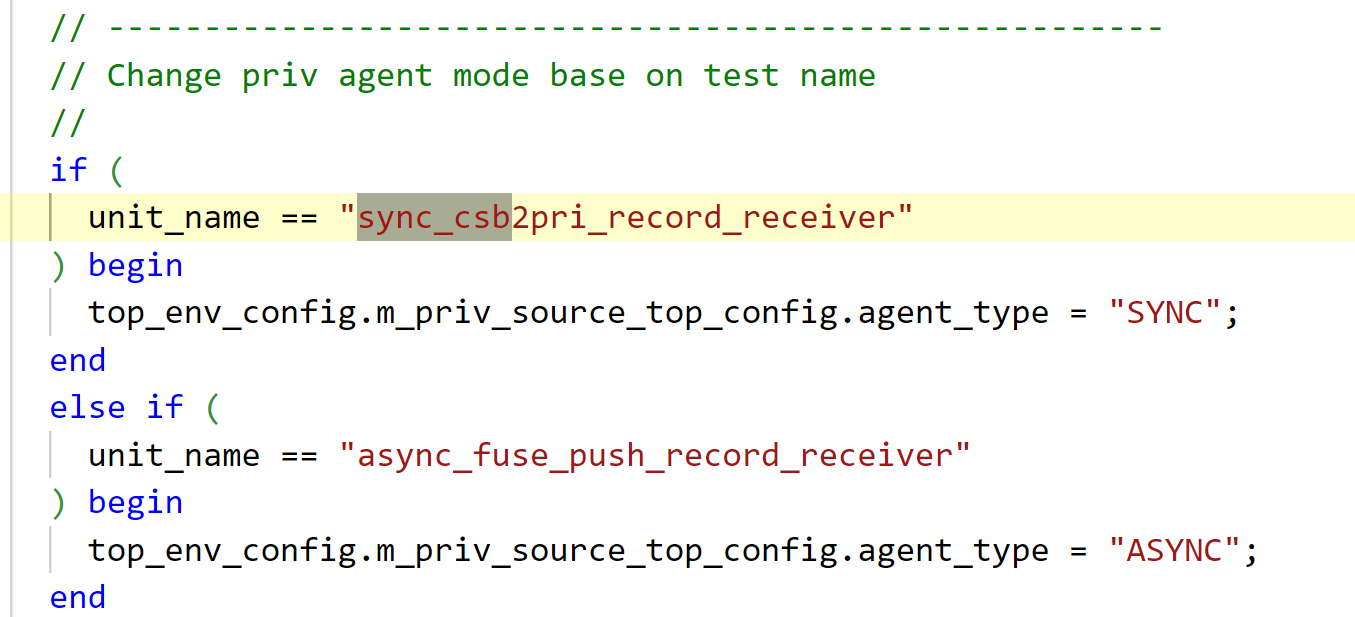 // -------------------------------------------------------
// Change priv agent mode base on test name
//
if (
unit_name == "sync_csb2pri_record_receiver"
) begin
top_env_config.m_priv_source_top_config.agent_type = "SYNC";
end
else if (
unit_name == "async_fuse_push_record_receiver"
) begin
top_env_config.m_priv_source_top_config.agent_type = "ASYNC";
end